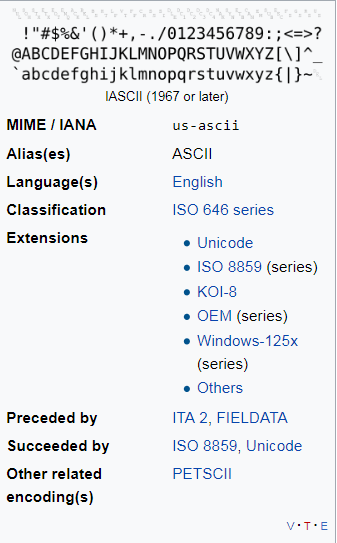 !"#$%&'()*+,-./0123456789:;<=>?
@ABCDEFGHIJKLMNOPQRSTUVWXYZ[\]^_
`abcdefghijklmnopqrstuvwxyz{|}~
IASCII (1967 or later)
MIME / IANA us-ascii
Alias(es) ASCII
Language(s) English
Classification ISO 646 series
Extensions
• Unicode
• ISO 8859 (series)
• KOI-8
• OEM (series)
• Windows-125x
(series)
• Others
Preceded by ITA 2, FIELDATA
Succeeded by ISO 8859, Unicode
Other related PETSCII
encoding(s)
V · T · E